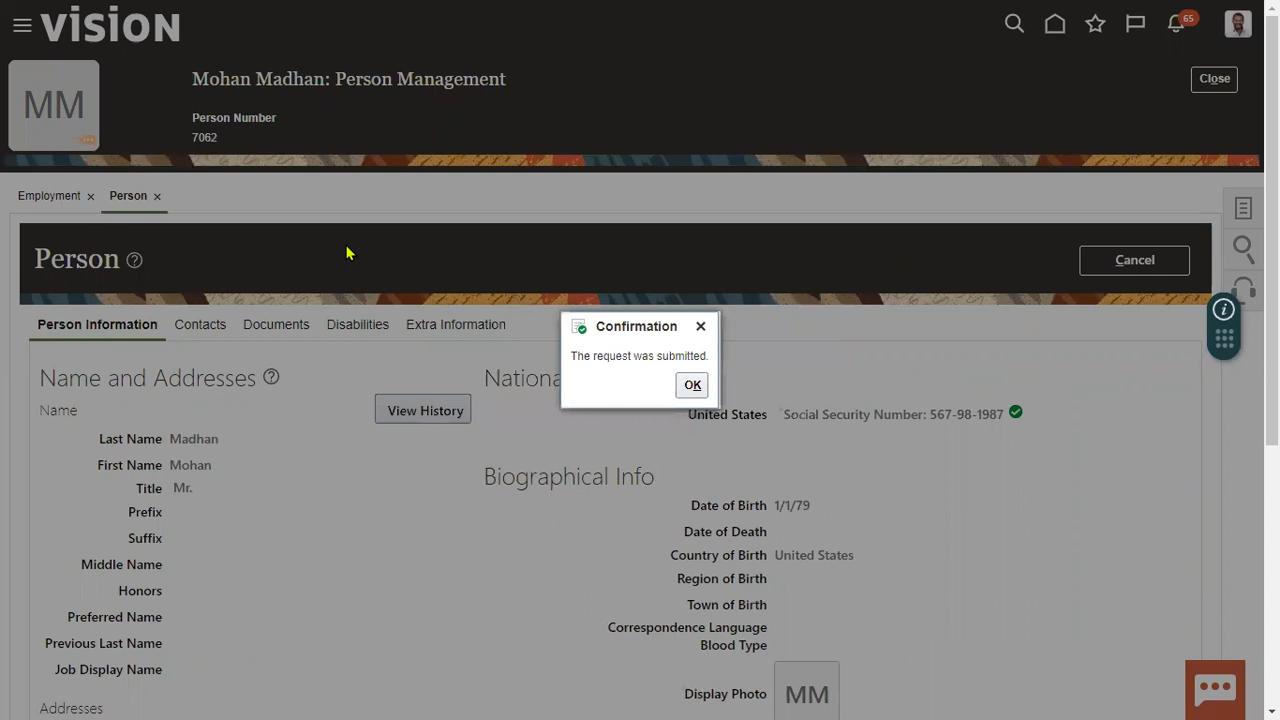 vision
65
MM
Mohan Madhan: Person Management
Close
Person Number
7062
Employment
Person
Person
Cancel
Person Information
Contacts
Documents
Disabilities
Extra Information
Confirmation
The request was submitted.
OK
Name and Addresses
Name
View History
Last Name Madhan
First Name Mohan
Title Mr.
Prefix
Suffix
Middle Name
Honors
Preferred Name
Previous Last Name
Job Display Name
Addresses
Nationa
United States Social Security Number: 567-98-1987
Biographical Info
Date of Birth 1/1/79
Date of Death
Country of Birth United States
Region of Birth
Town of Birth
Correspondence Language
Blood Type
Display Photo
MM